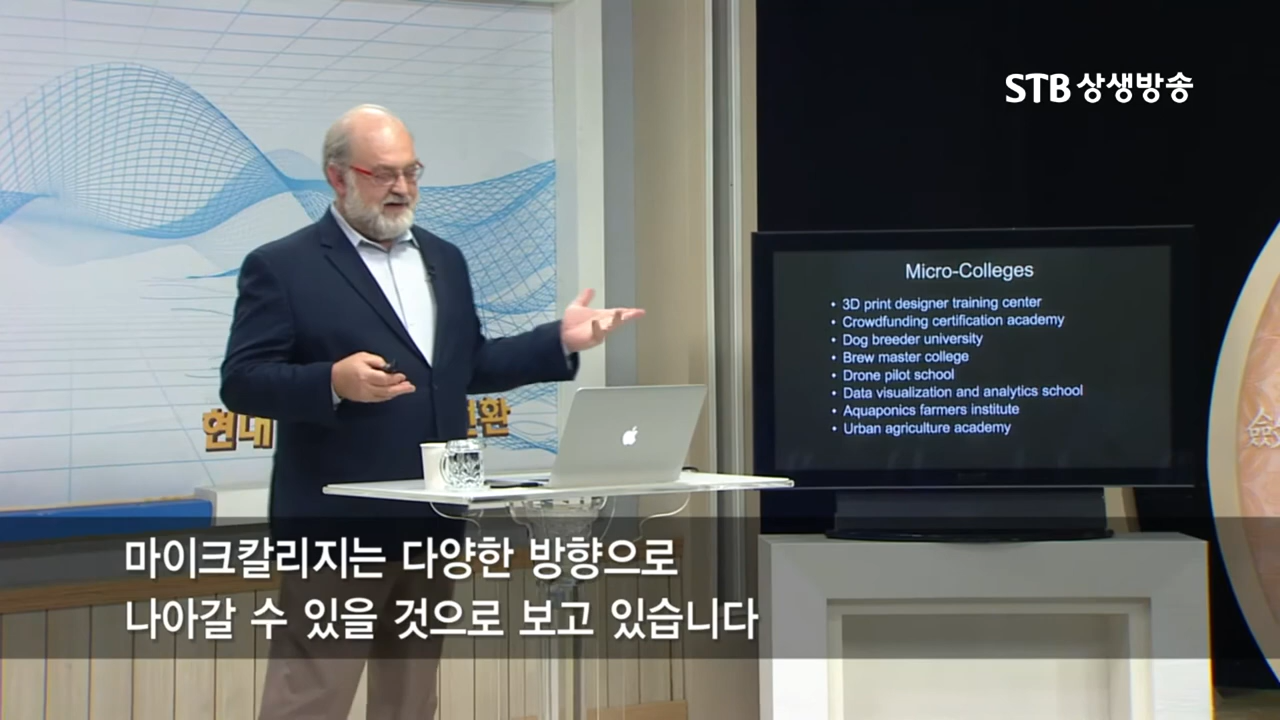 STB 상생방송
Micro-Colleges
• 3D print designer training center
• Crowdfunding certification academy
• Dog breeder university
• Brew master college
• Drone pilot school
• Data visualization and analytics school
• Aquaponics farmers institute
• Urban agriculture academy
현대
환
마이크칼리지는 다양한 방향으로
나아갈 수 있을 것으로 보고 있습니다